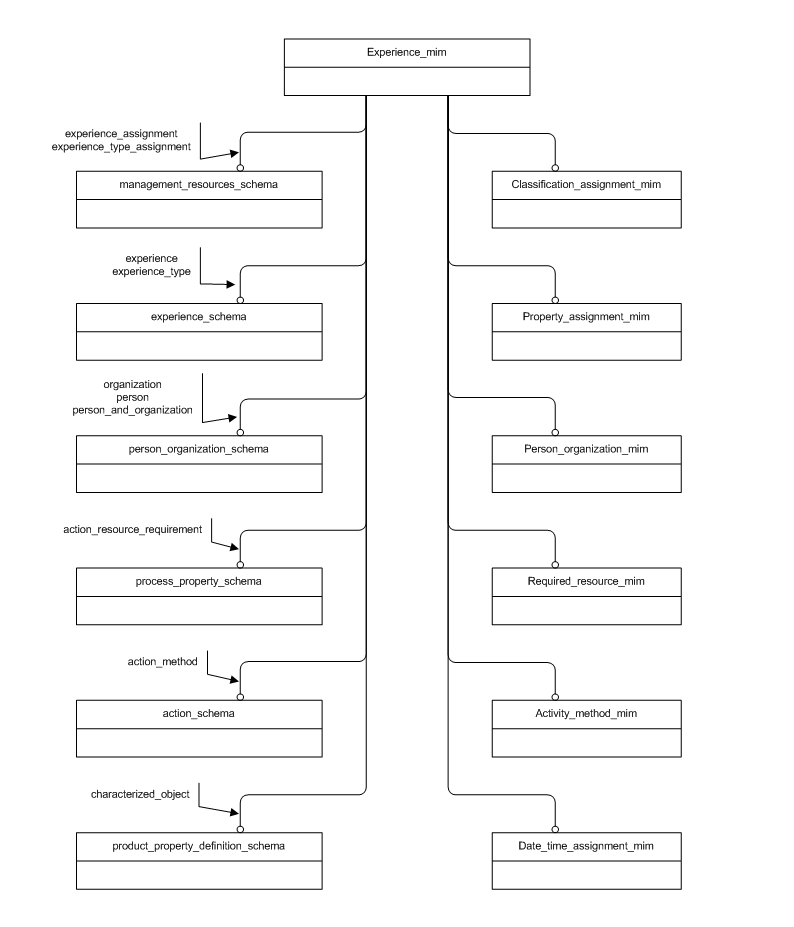 Experience_mim
experience_assignment
experience_type_assignment
management_resources_schema
Classification_assignment_mim
experience
experience_type
experience_schema
Property_assignment_mim
organization
person
person_and_organization
person_organization_schema
Person_organization_mim
action_resource_requirement
process_property_schema
Required_resource_mim
action_method
action_schema
Activity_method_mim
characterized_object
product_property_definition_schema
Date_time_assignment_mim